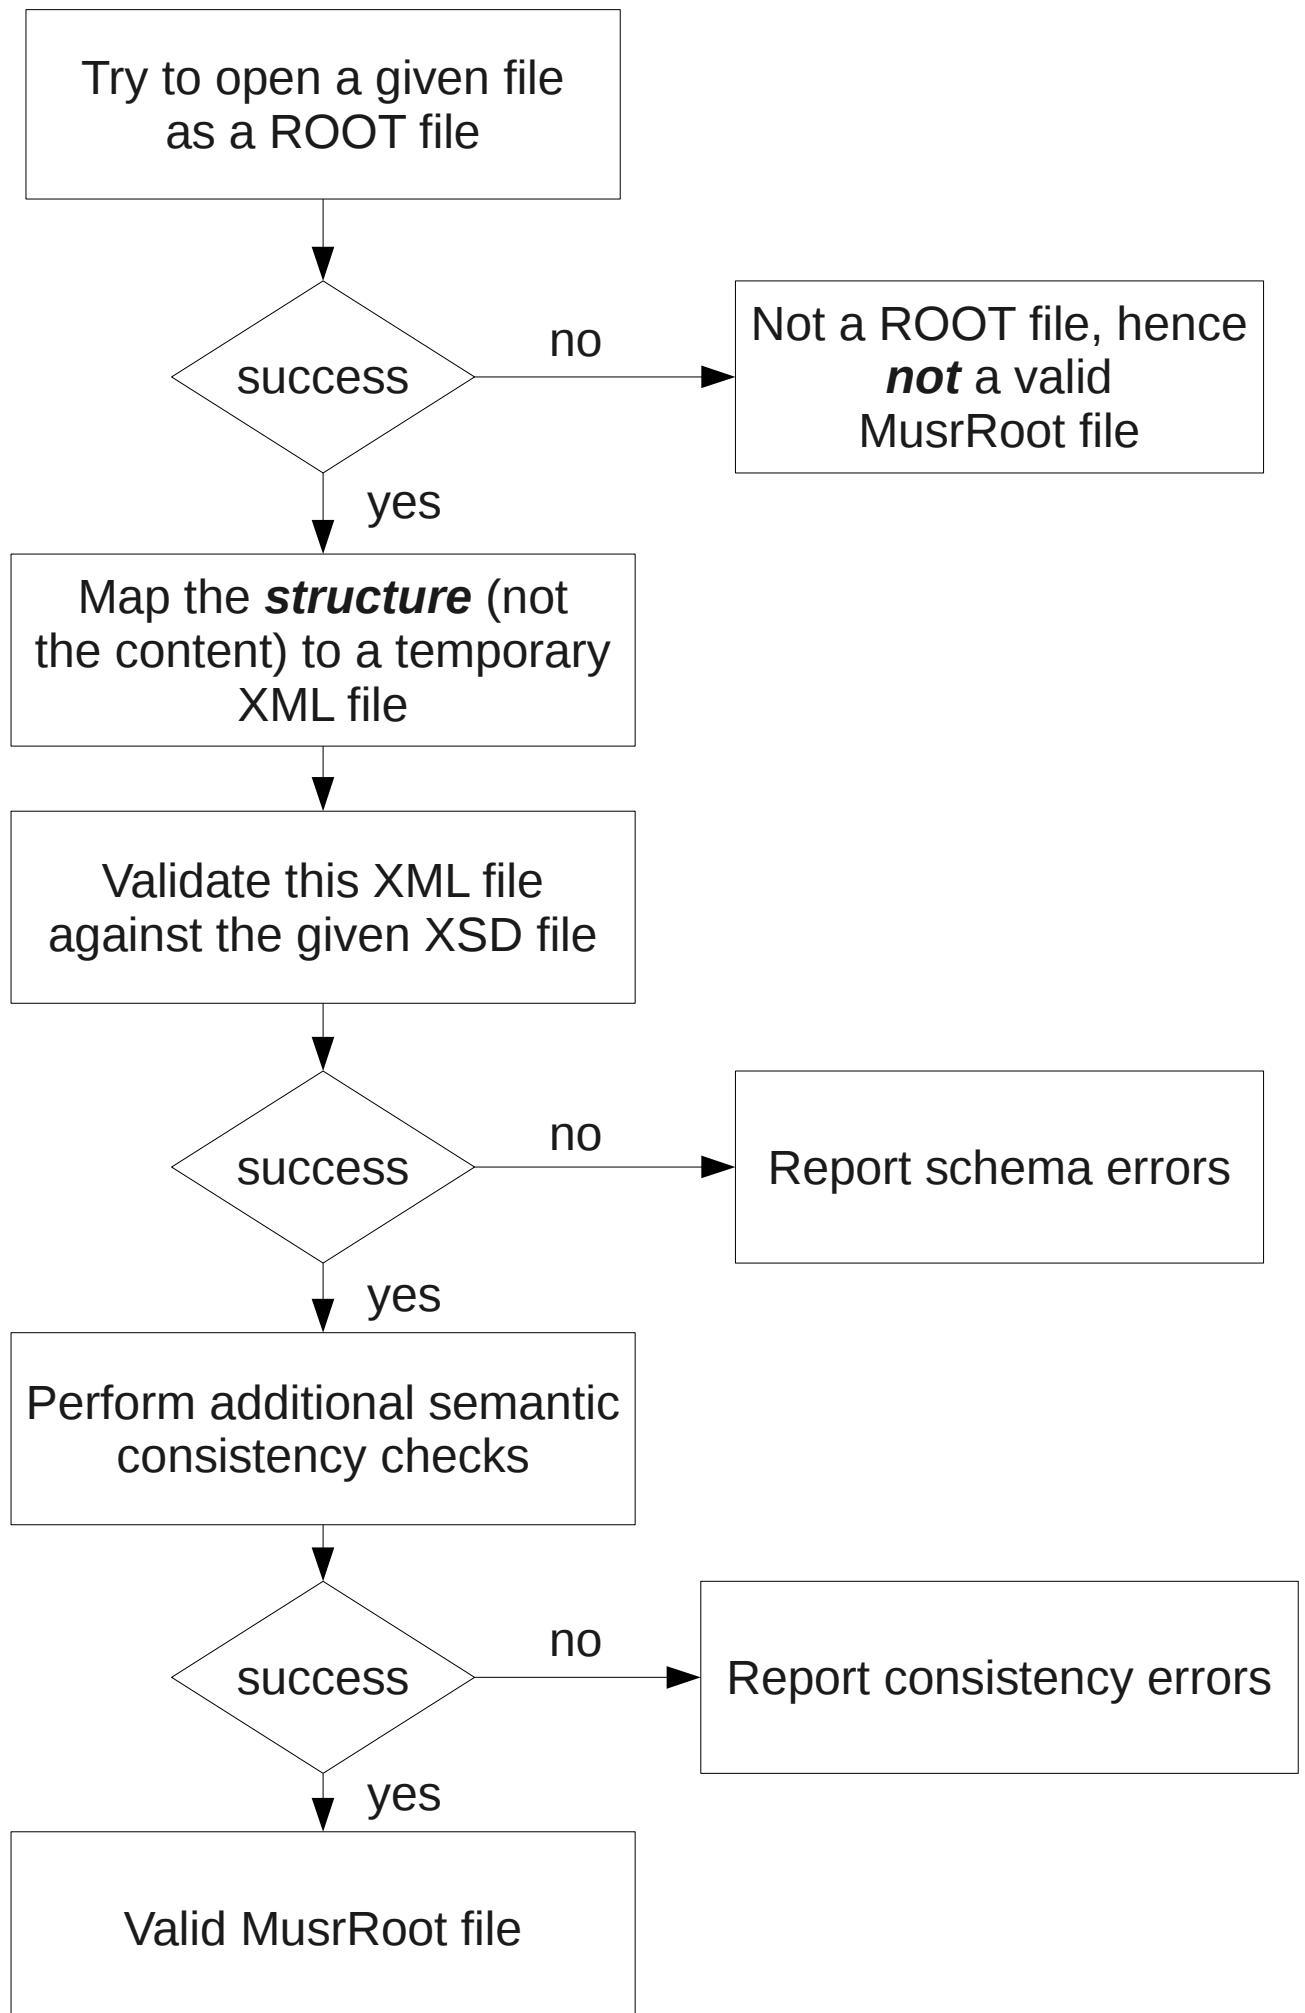 Try to open a given file
as a ROOT file
success
no
Not a ROOT file, hence
not a valid
MusrRoot file
yes
Map the structure (not
the content) to a temporary
XML file
Validate this XML file
against the given XSD file
success
no
Report schema errors
yes
Perform additional semantic
consistency checks
success
no
Report consistency errors
yes
Valid MusrRoot file